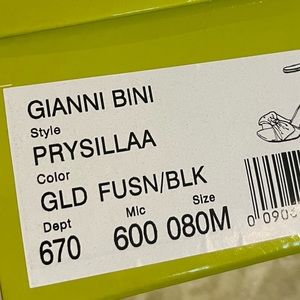 GIANNI BINI
Style
PRYSILLAA
Color
GLD FUSN/BLK
Dept Mic Size
670 600 080M